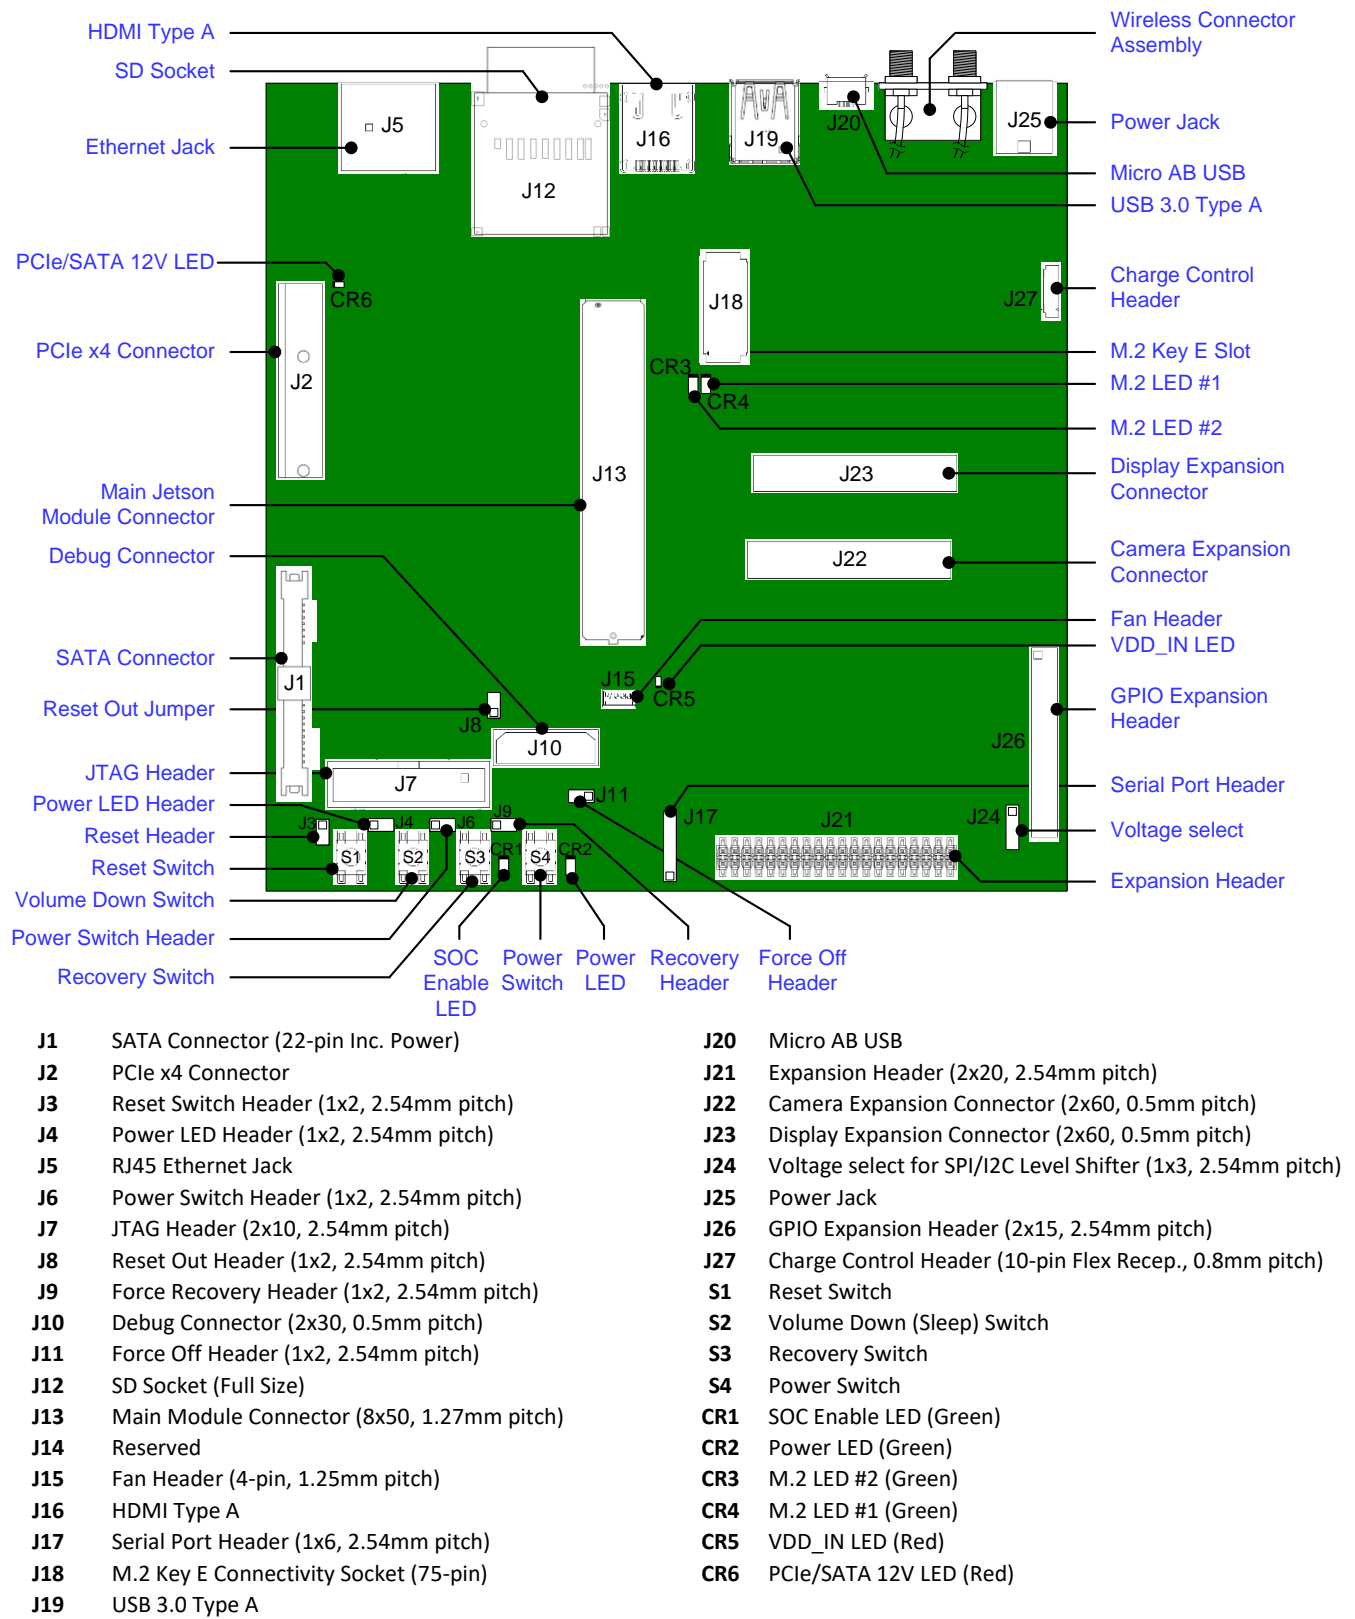 HDMI Type A
SD Socket
Ethernet Jack
PCIe/SATA 12V LED
PCIe x4 Connector
Main Jetson
Module Connector
Debug Connector
SATA Connector
Reset Out Jumper
JTAG Header
Power LED Header
Reset Header
Reset Switch
Volume Down Switch
Power Switch Header
Recovery Switch
J5
J12
J16
J19
J20
J25
CR6
J2
J18
J27
CR3
CR4
J13
J23
J22
J1
J15
CR5
J8
J10
J26
J7
J11
J3
J4
J6
J9
J17
J21
J24
S1
S2
S3
CR1
S4
CR2
Wireless Connector
Assembly
Power Jack
Micro AB USB
USB 3.0 Type A
Charge Control
Header
M.2 Key E Slot
M.2 LED #1
M.2 LED #2
Display Expansion
Connector
Camera Expansion
Connector
Fan Header
VDD_IN LED
GPIO Expansion
Header
Serial Port Header
Voltage select
Expansion Header
SOC
Enable
LED
Power
Switch
Power
LED
Recovery
Header
Force Off
Header
J1 SATA Connector (22-pin Inc. Power)
J2 PCIe x4 Connector
J3 Reset Switch Header (1x2, 2.54mm pitch)
J4 Power LED Header (1x2, 2.54mm pitch)
J5 RJ45 Ethernet Jack
J6 Power Switch Header (1x2, 2.54mm pitch)
J7 JTAG Header (2x10, 2.54mm pitch)
J8 Reset Out Header (1x2, 2.54mm pitch)
J9 Force Recovery Header (1x2, 2.54mm pitch)
J10 Debug Connector (2x30, 0.5mm pitch)
J11 Force Off Header (1x2, 2.54mm pitch)
J12 SD Socket (Full Size)
J13 Main Module Connector (8x50, 1.27mm pitch)
J14 Reserved
J15 Fan Header (4-pin, 1.25mm pitch)
J16 HDMI Type A
J17 Serial Port Header (1x6, 2.54mm pitch)
J18 M.2 Key E Connectivity Socket (75-pin)
J19 USB 3.0 Type A
J20 Micro AB USB
J21 Expansion Header (2x20, 2.54mm pitch)
J22 Camera Expansion Connector (2x60, 0.5mm pitch)
J23 Display Expansion Connector (2x60, 0.5mm pitch)
J24 Voltage select for SPI/I2C Level Shifter (1x3, 2.54mm pitch)
J25 Power Jack
J26 GPIO Expansion Header (2x15, 2.54mm pitch)
J27 Charge Control Header (10-pin Flex Recep., 0.8mm pitch)
S1 Reset Switch
S2 Volume Down (Sleep) Switch
S3 Recovery Switch
S4 Power Switch
CR1 SOC Enable LED (Green)
CR2 Power LED (Green)
CR3 M.2 LED #2 (Green)
CR4 M.2 LED #1 (Green)
CR5 VDD_IN LED (Red)
CR6 PCIe/SATA 12V LED (Red)